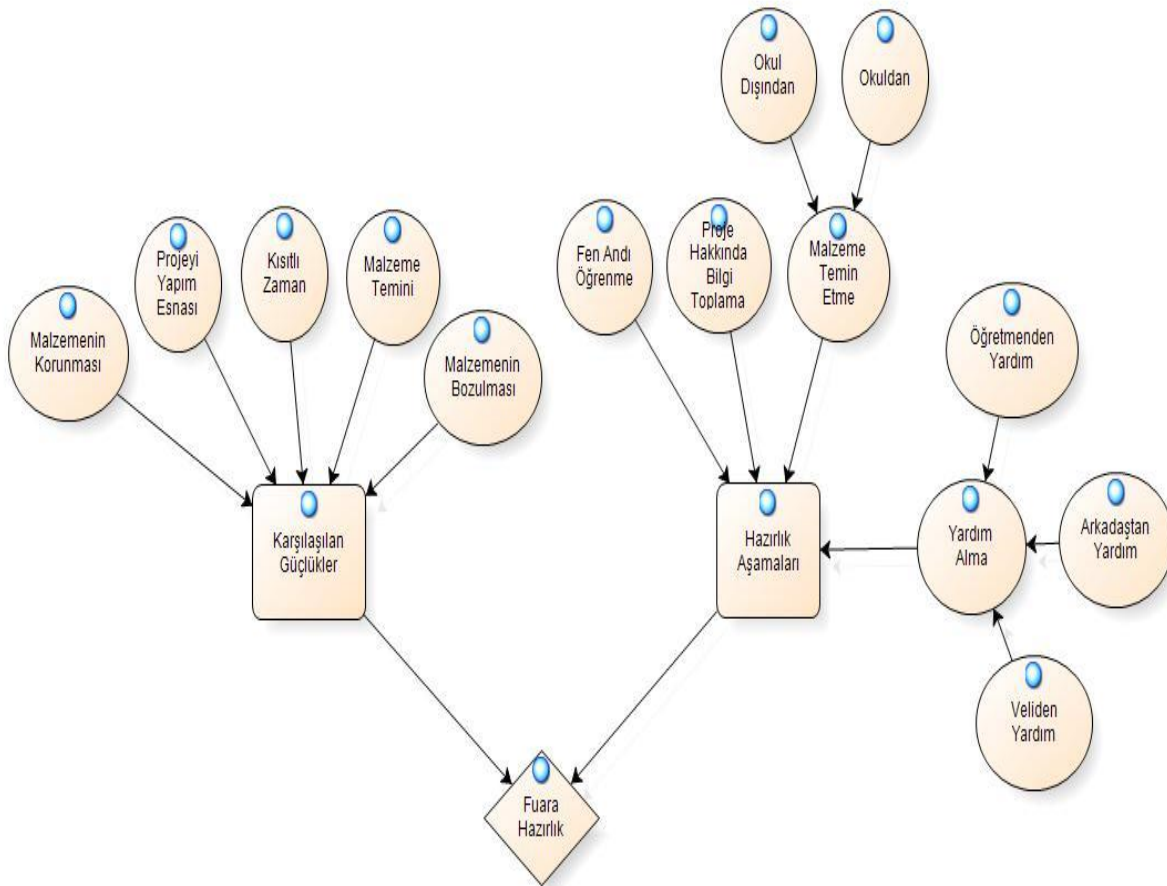 Okul
Dışından
Okuldan
Projeyi
Yapım
Esnası
Kısıtlı
Zaman
Malzeme
Temini
Fen Andı
Öğrenme
Proje
Hakkında
Bilgi
Toplama
Malzeme
Temin
Etme
Malzemenin
Korunması
Malzemenin
Bozulması
Öğretmenden
Yardım
Karşılaşılan
Güçlükler
Hazırlık
Aşamaları
Yardım
Alma
Arkadaştan
Yardım
Veliden
Yardım
Fuara
Hazırlık